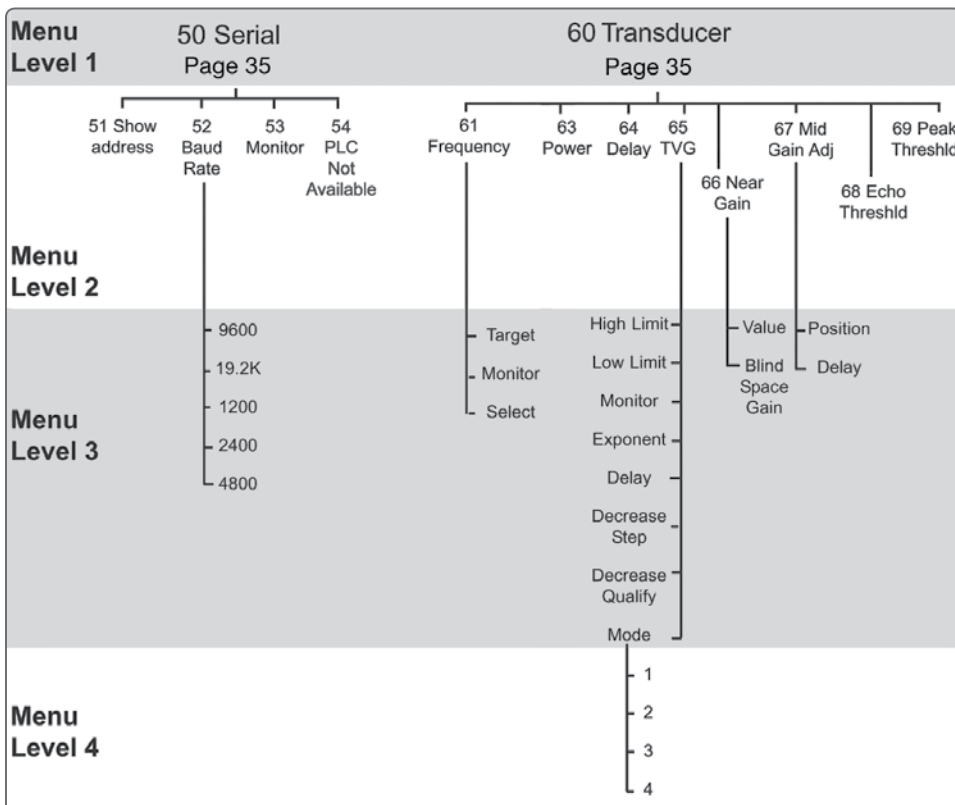 Menu
Level 1
50 Serial
Page 35
60 Transducer
Page 35
51 Show
address
52
Baud
Rate
53
Monitor
54
PLC
Not
Available
61
Frequency
63
Power
64
Delay
65
TVG
66 Near
Gain
67 Mid
Gain Adj
68 Echo
Threshld
69 Peak
Threshld
Menu
Level 2
Menu
Level 3
9600
19.2K
1200
2400
4800
Target
Monitor
Select
High Limit
Low Limit
Monitor
Exponent
Delay
Decrease
Step
Decrease
Qualify
Mode
Value
Blind
Space
Gain
Position
Delay
Menu
Level 4
1
2
3
4